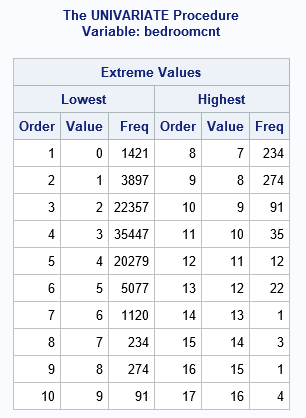 The UNIVARIATE Procedure
Variable: bedroomcnt
Extreme Values
Lowest Highest
Order Value Freq Order Value Freq
1 0 1421 8 7 234
2 1 3897 9 8 274
3 2 22357 10 9 91
4 3 35447 11 10 35
5 4 20279 12 11 12
6 5 5077 13 12 22
7 6 1120 14 13 1
8 7 234 15 14 3
9 8 274 16 15 1
10 9 91 17 16 4